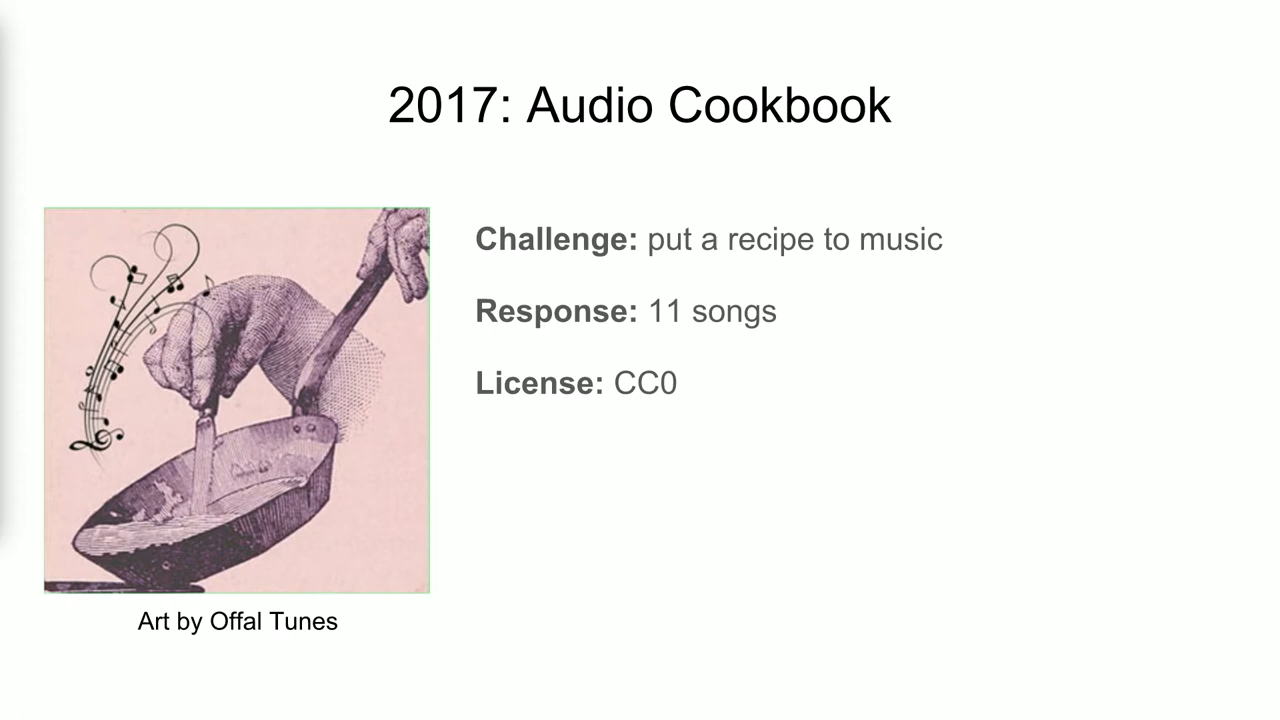 2017: Audio Cookbook
Challenge: put a recipe to music
Response: 11 songs
License: CC0
Art by Offal Tunes